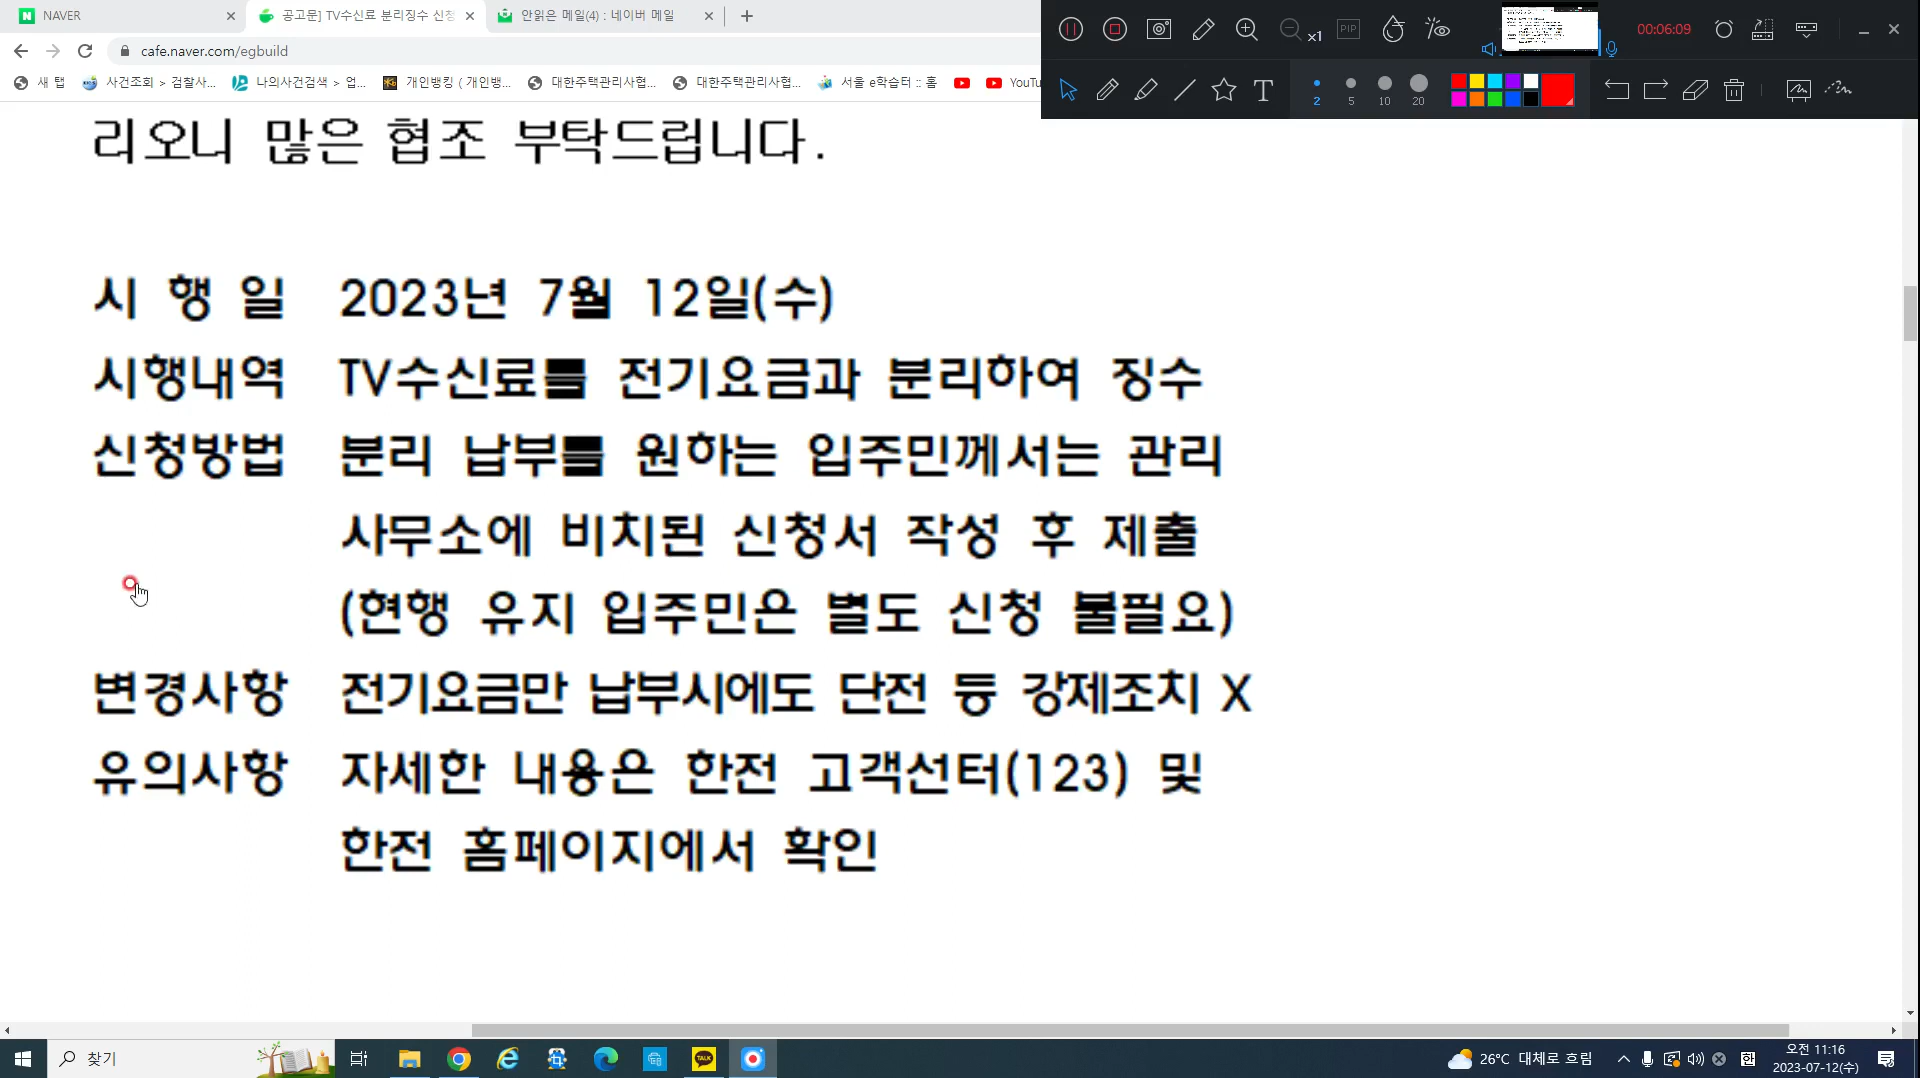 NAVER
공고문] TV수신료 분리징수 신청
안읽은 메일(4) : 네이버 메일
cafe.naver.com/egbuild
새 탭
사건조회 > 검찰사...
나의사건검색 > 업...
개인뱅킹 ( 개인뱅...
대한주택관리사협...
대한주택관리사협...
서울 e학습터 :: 홈
YouTu
x1
PIP
00:06:09
T
2 5 10 20
리오니 많은 협조 부탁드립니다.
시 행 일 2023년 7월 12일(수)
시행내역 TV수신료를 전기요금과 분리하여 징수
신청방법 분리 납부를 원하는 입주민께서는 관리
사무소에 비치된 신청서 작성 후 제출
(현행 유지 입주민은 별도 신청 불필요)
변경사항 전기요금만 납부시에도 단전 등 강제조치 X
유의사항 자세한 내용은 한전 고객선터(123) 및
한전 홈페이지에서 확인
찾기
TALK
26°C 대체로 흐림
한
오전 11:16
2023-07-12(수)